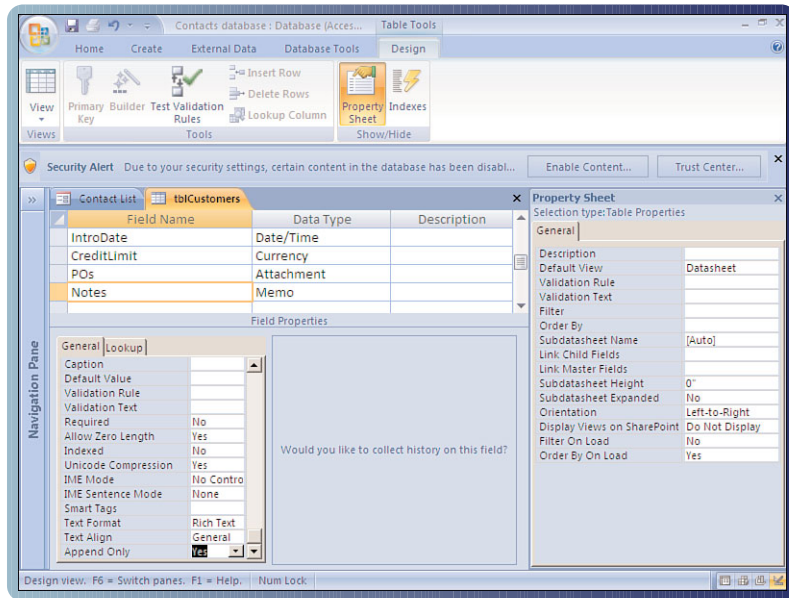 Contacts database : Database (Acces... Table Tools
Home Create External Data Database Tools Design
View
Views
Primary Key
Builder
Test Validation Rules
Insert Row
Delete Rows
Lookup Column
Tools
Property Sheet
Indexes
Show/Hide
Security Alert Due to your security settings, certain content in the database has been disabl... Enable Content... Trust Center...
Navigation Pane
Contact List tblCustomers
Field Name Data Type Description
IntroDate Date/Time
CreditLimit Currency
POs Attachment
Notes Memo
Field Properties
General Lookup
Caption
Default Value
Validation Rule
Validation Text
Required No
Allow Zero Length Yes
Indexed No
Unicode Compression Yes
IME Mode No Contro
IME Sentence Mode None
Smart Tags
Text Format Rich Text
Text Align General
Append Only Yes
Would you like to collect history on this field?
Property Sheet
Selection type:Table Properties
General
Description
Default View Datasheet
Validation Rule
Validation Text
Filter
Order By
Subdatasheet Name [Auto]
Link Child Fields
Link Master Fields
Subdatasheet Height 0"
Subdatasheet Expanded No
Orientation Left-to-Right
Display Views on SharePoint Do Not Display
Filter On Load No
Order By On Load Yes
Design view. F6 = Switch panes. F1 = Help. Num Lock